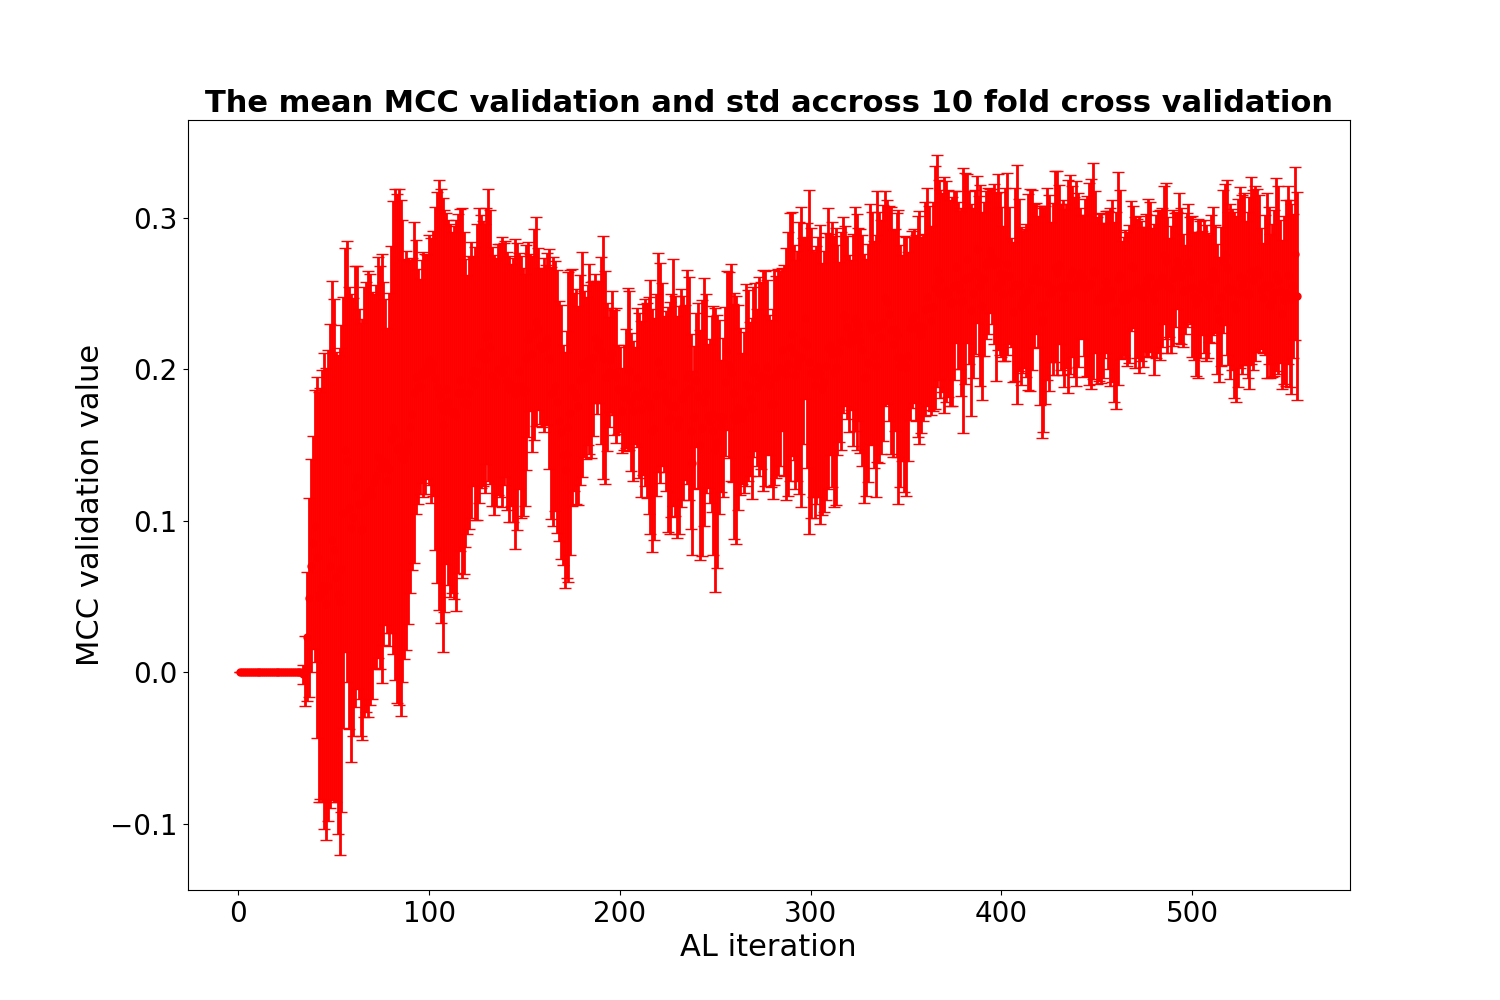 The mean MCC validation and std accross 10 fold cross validation
MCC validation value
0.3
0.2
0.1
0.0
−0.1
0 100 200 300 400 500
AL iteration